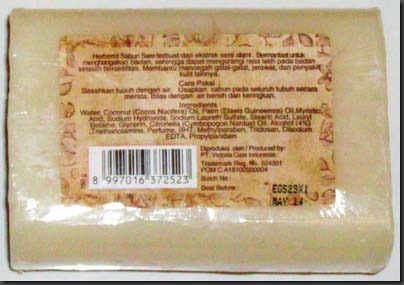 Herborist Sabun Sereh terbuat dari ekstrak sere alami. Bermanfaat untuk
menghangatkan badan, sehingga dapat mengurangi rasa letih pada badan
setelah beraktifitas. Membantu mencegah gatal-gatal, jerawat, dan penyakit
kulit lainnya.
Cara Pakai :
Basahkan tubuh dengan air. Usapkan sabun pada seluruh tubuh secara
merata. Bilas dengan air bersih dan keringkan.
Ingredients :
Water, Coconut (Cocos Nucifera) Oil, Palm (Elaeis Guineensis) Oil, Myristic
Acid, Sodium Hydroxide, Sodium Laureth Sulfate, Stearic Acid, Lauryl
Betaine, Glycerin, Citronella (Cymbopogon Nardus) Oil, Alcohol (4%)
,Triethanolamine, Perfume, BHT, Methylparaben, Triclosan, Disodium
EDTA, Propylparaben
Diproduksi oleh / Produced by:
PT. Victoria Care Indonesia
Trademark Reg. No. 524301
POM C A18100500004
Batch No :
Best Before :
E0529X1
MAY 14
8 997016 372523